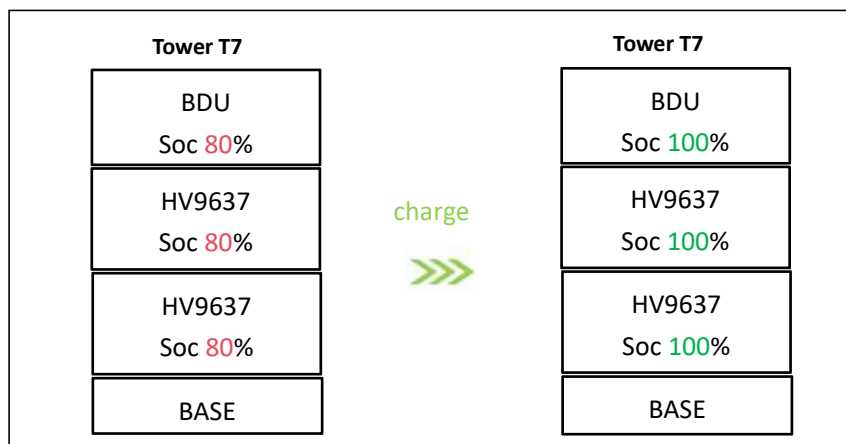 Tower T7
BDU
Soc 80%
HV9637
Soc 80%
HV9637
Soc 80%
BASE
charge
Tower T7
BDU
Soc 100%
HV9637
Soc 100%
HV9637
Soc 100%
BASE